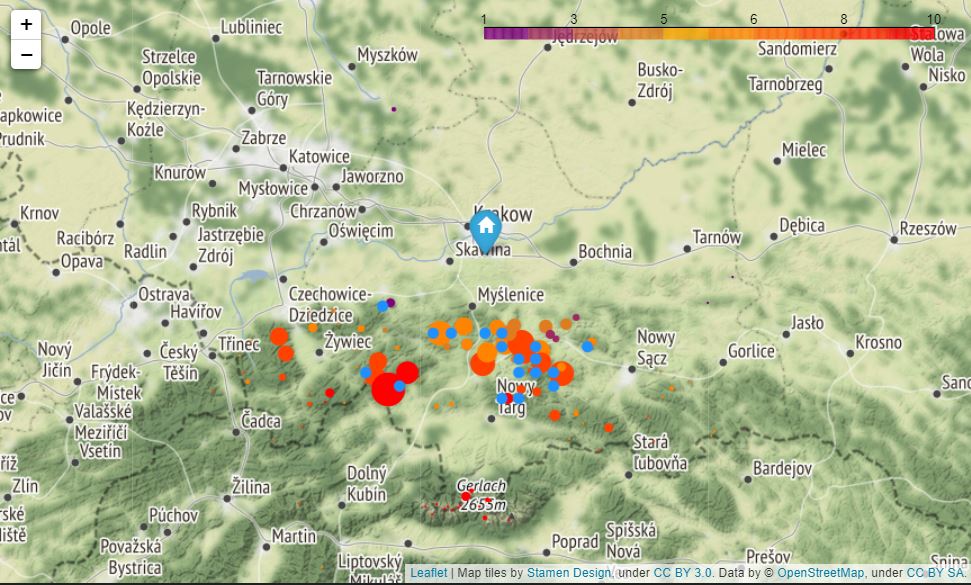 +
−
1 3 5 6 8 10
Opole
Lubliniec
Jędrzejów
Stalowa
Wola
Sandomierz
Nisko
Strzelce
Opolskie
Myszków
Tarnowskie
Góry
Busko-
Zdrój
Tarnobrzeg
apkowice
Kędzierzyn-
Koźle
Prudnik
Zabrze
Katowice
Mielec
Knurów
Mysłowice
Jaworzno
Krnov
Rybnik
Chrzanów
Krakow
Dębica
Rzeszów
Racibórz
Radlin
Jastrzębie
Zdrój
Oświęcim
Skawina
Bochnia
Tarnów
Opava
Ostrava
Havířov
Czechowice-
Dziedzice
Myślenice
Jasło
Krosno
Nový
Jičín
Český
Těšín
Třinec
Żywiec
Nowy
Sącz
Gorlice
Frýdek-
Místek
Nowy
Targ
Valašské
Meziříčí
Vsetín
Čadca
Stará
Ľubovňa
Bardejov
Zlín
Dolný
Kubín
Gerlach
2655m
Žilina
Púchov
Považská
Bystrica
Martin
Liptovský
Mikuláš
Poprad
Spišská
Nová
Prešov
Leaflet | Map tiles by Stamen Design, under CC BY 3.0. Data by © OpenStreetMap, under CC BY SA.